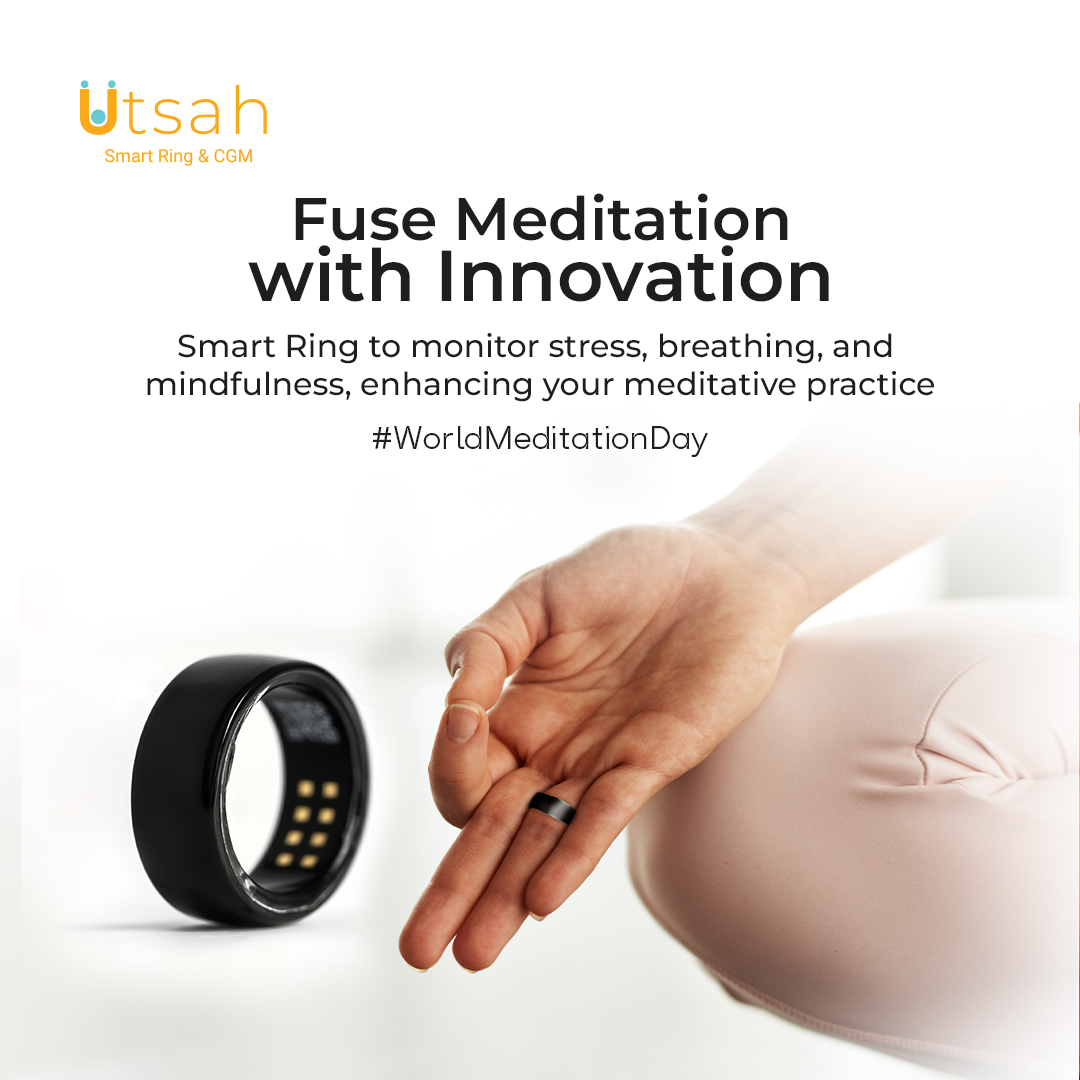 Utsah
Smart Ring & CGM
Fuse Meditation
with Innovation
Smart Ring to monitor stress, breathing, and
mindfulness, enhancing your meditative practice
#WorldMeditationDay